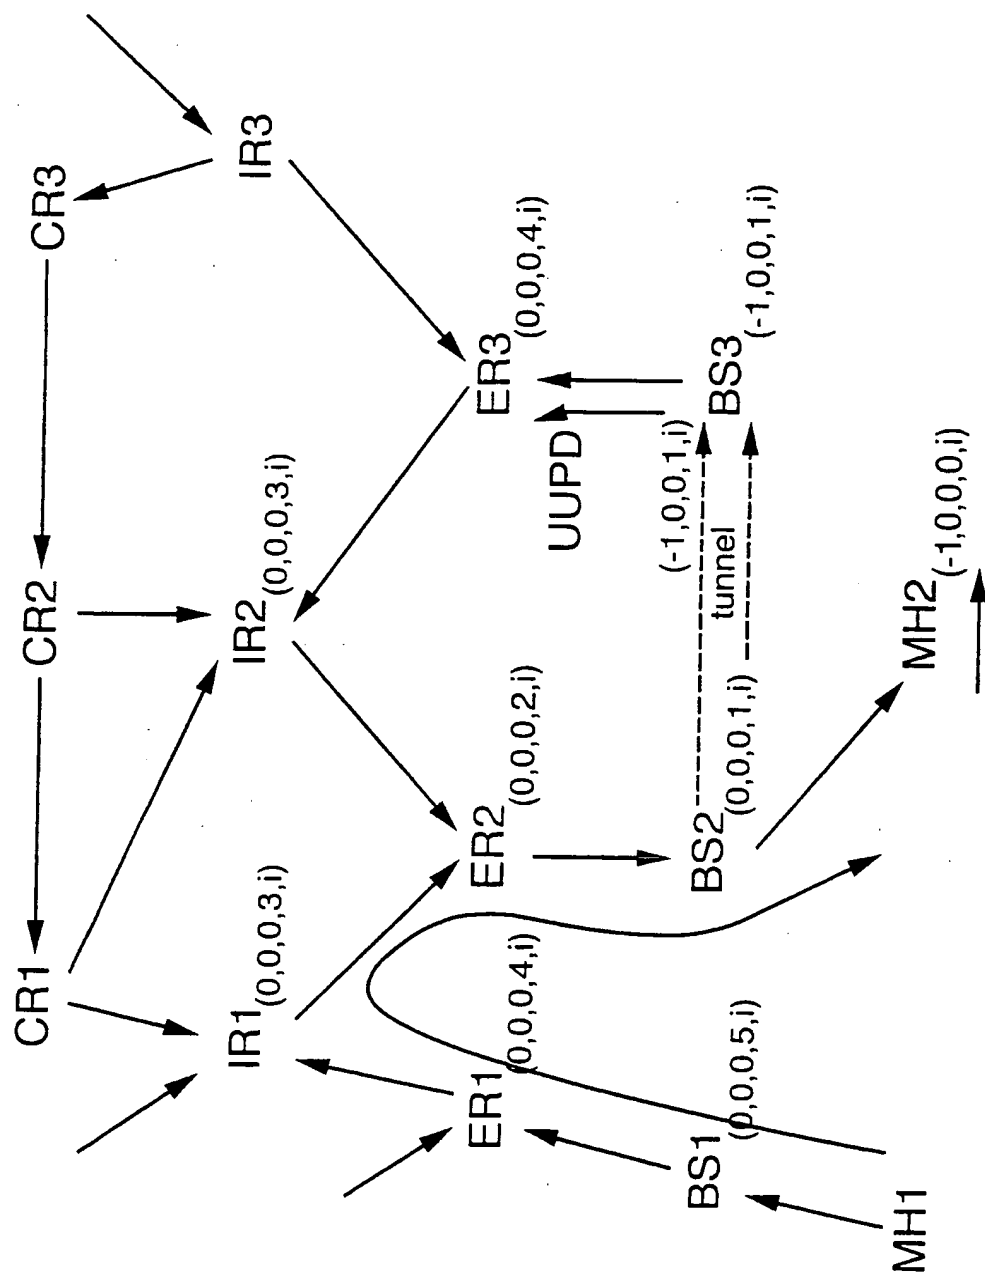 CR1
CR2
CR3
IR1
(0,0,0,3,i)
IR2
(0,0,0,3,i)
IR3
ER1
(0,0,0,4,i)
ER2
(0,0,0,2,i)
ER3
(0,0,0,4,i)
UUPD
(-1,0,0,1,i)
tunnel
BS1
(0,0,0,5,i)
BS2
(0,0,0,1,i)
BS3
(-1,0,0,1,i)
MH1
MH2
(-1,0,0,0,i)